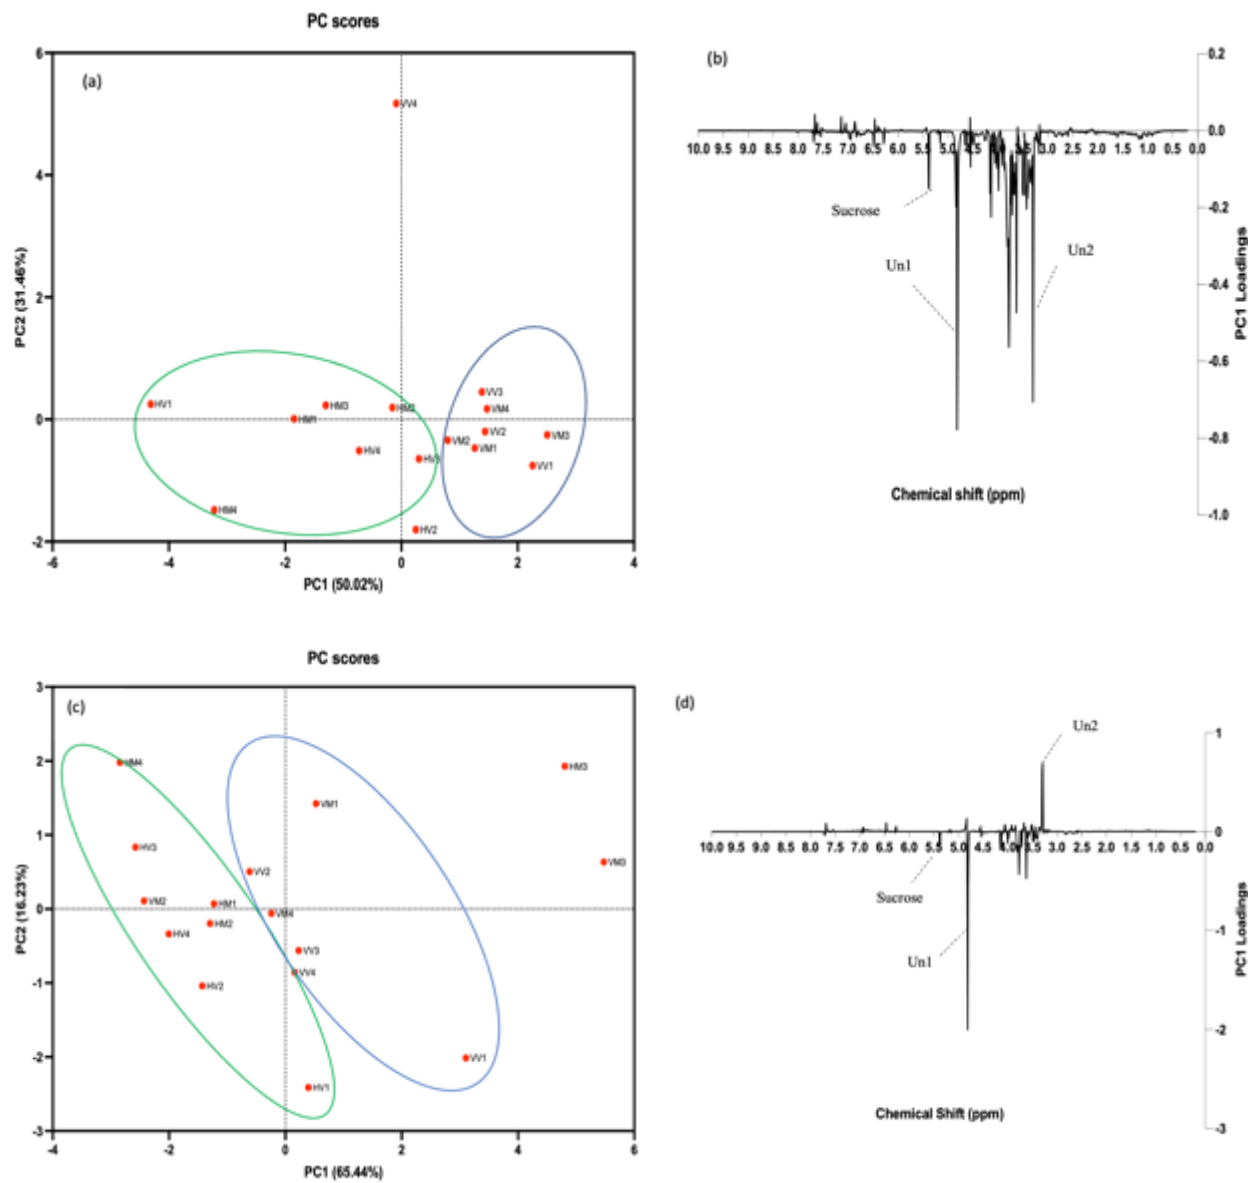 PC scores
(a)
6
4
2
0
-2
PC2 (31.46%)
-6
-4
-2
0
2
4
PC1 (50.02%)
VV4
HV1
HM1
HM3
HM2
HV4
HV3
HM4
HV2
VV3
VM4
VV2
VM2
VM1
VM3
VV1
(b)
0.2
0.0
-0.2
-0.4
-0.6
-0.8
-1.0
PC1 Loadings
10.0 9.5 9.0 8.5 8.0 7.5 7.0 6.5 6.0 5.5 5.0 4.5 4.0 3.5 3.0 2.5 2.0 1.5 1.0 0.5 0.0
Sucrose
Un1
Un2
Chemical shift (ppm)
PC scores
(c)
3
2
1
0
-1
-2
-3
PC2 (16.23%)
-4
-2
0
2
4
6
PC1 (65.44%)
HM4
HM3
VM1
HV3
VM3
VV2
VM2
HM1
VM4
HM2
HV4
VV3
VV4
HV2
VV1
HV1
(d)
Un2
1
0
-1
-2
-3
PC1 Loadings
10.0 9.5 9.0 8.5 8.0 7.5 7.0 6.5 6.0 5.5 5.0 4.5 4.0 3.5 3.0 2.5 2.0 1.5 1.0 0.5 0.0
Sucrose
Un1
Chemical Shift (ppm)